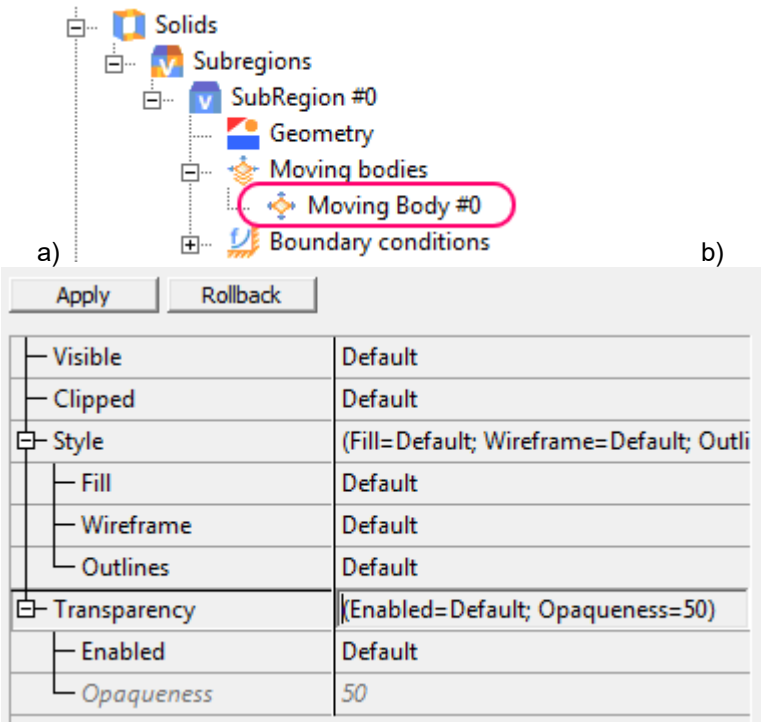 Solids
Subregions
SubRegion #0
Geometry
Moving bodies
Moving Body #0
Boundary conditions
a) b)
Apply Rollback
Visible Default
Clipped Default
Style (Fill=Default; Wireframe=Default; Outli
Fill Default
Wireframe Default
Outlines Default
Transparency (Enabled=Default; Opaqueness=50)
Enabled Default
Opaqueness 50